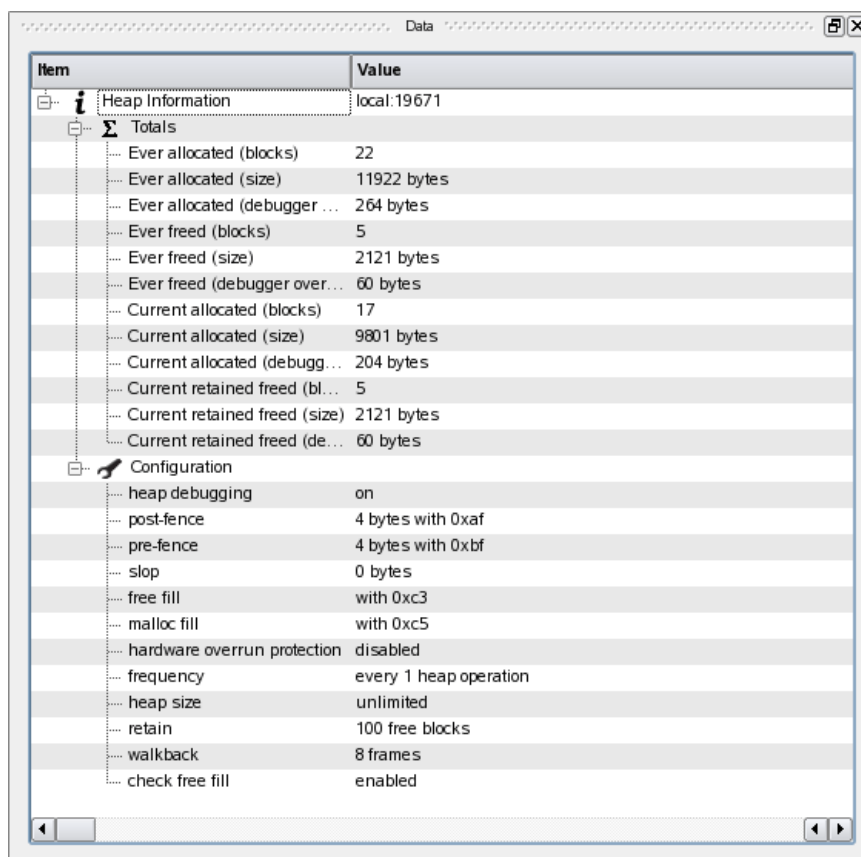 Data
Item Value
Heap Information local:19671
Σ Totals
Ever allocated (blocks) 22
Ever allocated (size) 11922 bytes
Ever allocated (debugger ... 264 bytes
Ever freed (blocks) 5
Ever freed (size) 2121 bytes
Ever freed (debugger over... 60 bytes
Current allocated (blocks) 17
Current allocated (size) 9801 bytes
Current allocated (debugg... 204 bytes
Current retained freed (bl... 5
Current retained freed (size) 2121 bytes
Current retained freed (de... 60 bytes
Configuration
heap debugging on
post-fence 4 bytes with 0xaf
pre-fence 4 bytes with 0xbf
slop 0 bytes
free fill with 0xc3
malloc fill with 0xc5
hardware overrun protection disabled
frequency every 1 heap operation
heap size unlimited
retain 100 free blocks
walkback 8 frames
check free fill enabled